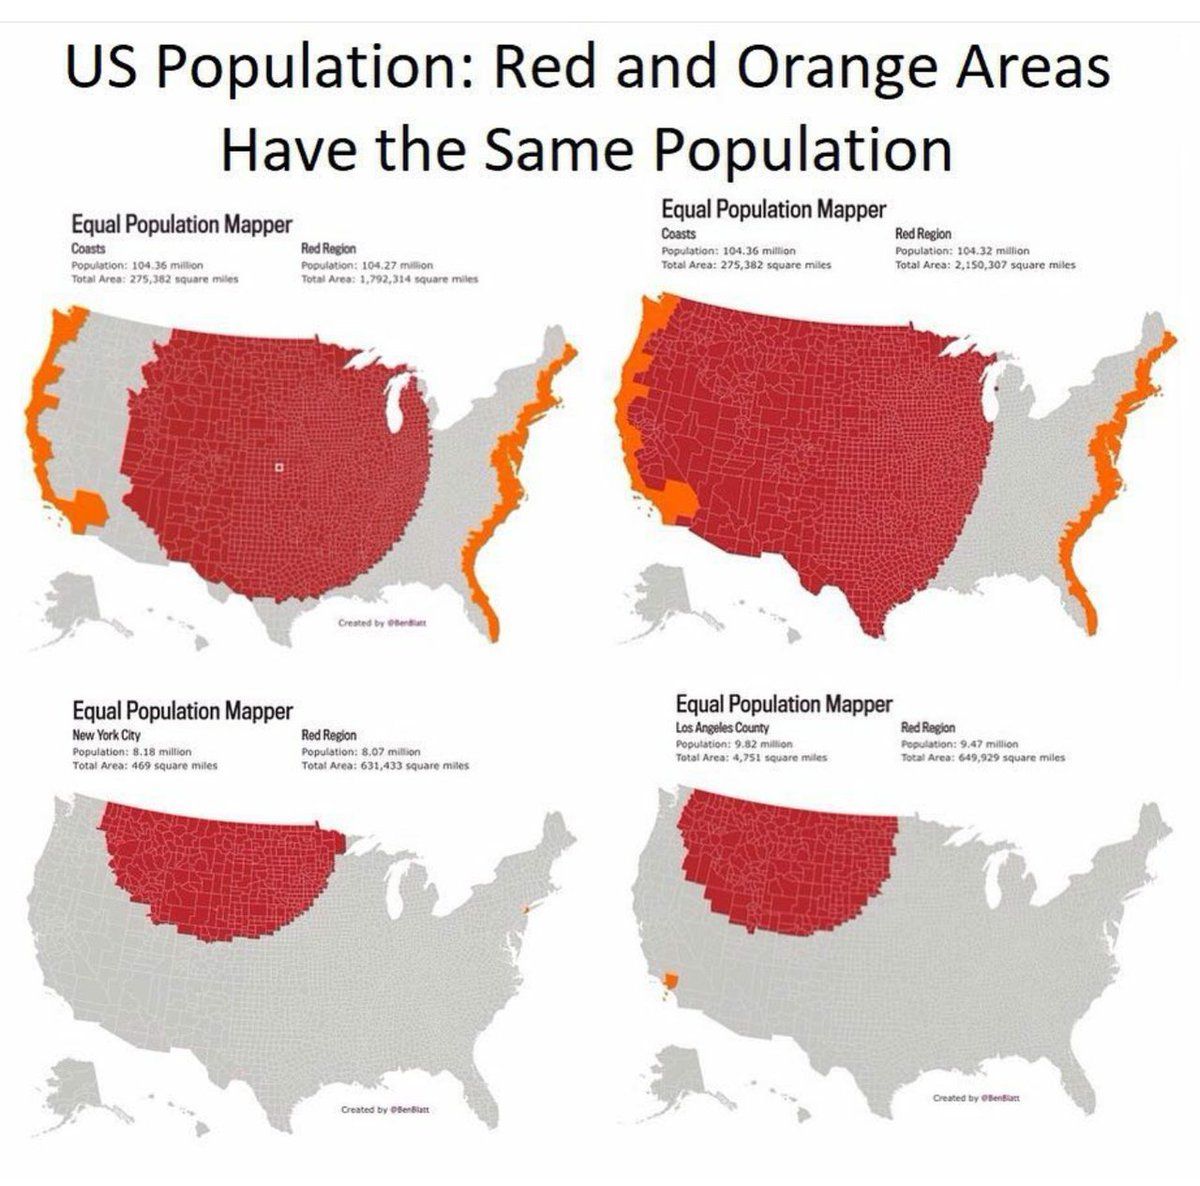 US Population: Red and Orange Areas
Have the Same Population
Equal Population Mapper
Coasts
Population: 104.36 million
Total Area: 275,382 square miles
Red Region
Population: 104.27 million
Total Area: 1,792,314 square miles
Created by @BenBlatt
Equal Population Mapper
Coasts
Population: 104.36 million
Total Area: 275,382 square miles
Red Region
Population: 104.32 million
Total Area: 2,150,307 square miles
Equal Population Mapper
New York City
Population: 8.18 million
Total Area: 469 square miles
Red Region
Population: 8.07 million
Total Area: 631,433 square miles
Created by @BenBlatt
Equal Population Mapper
Los Angeles County
Population: 9.82 million
Total Area: 4,751 square miles
Red Region
Population: 9.47 million
Total Area: 649,929 square miles
Created by @BenBlatt